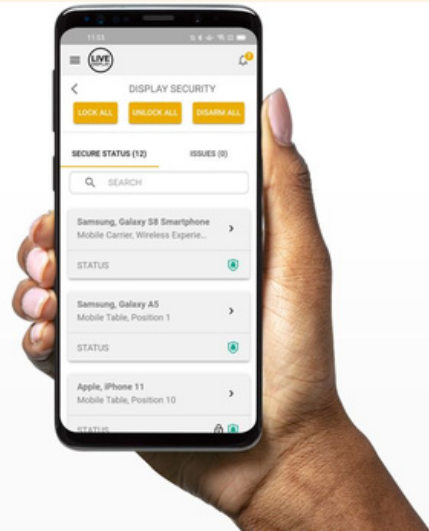 11:53
LIVE
DISPLAY
DISPLAY SECURITY
LOCK ALL
UNLOCK ALL
DISARM ALL
SECURE STATUS (12)
ISSUES (0)
SEARCH
Samsung, Galaxy S8 Smartphone
Mobile Carrier, Wireless Experie...
STATUS
Samsung, Galaxy A5
Mobile Table, Position 1
STATUS
Apple, iPhone 11
Mobile Table, Position 10
STATUS